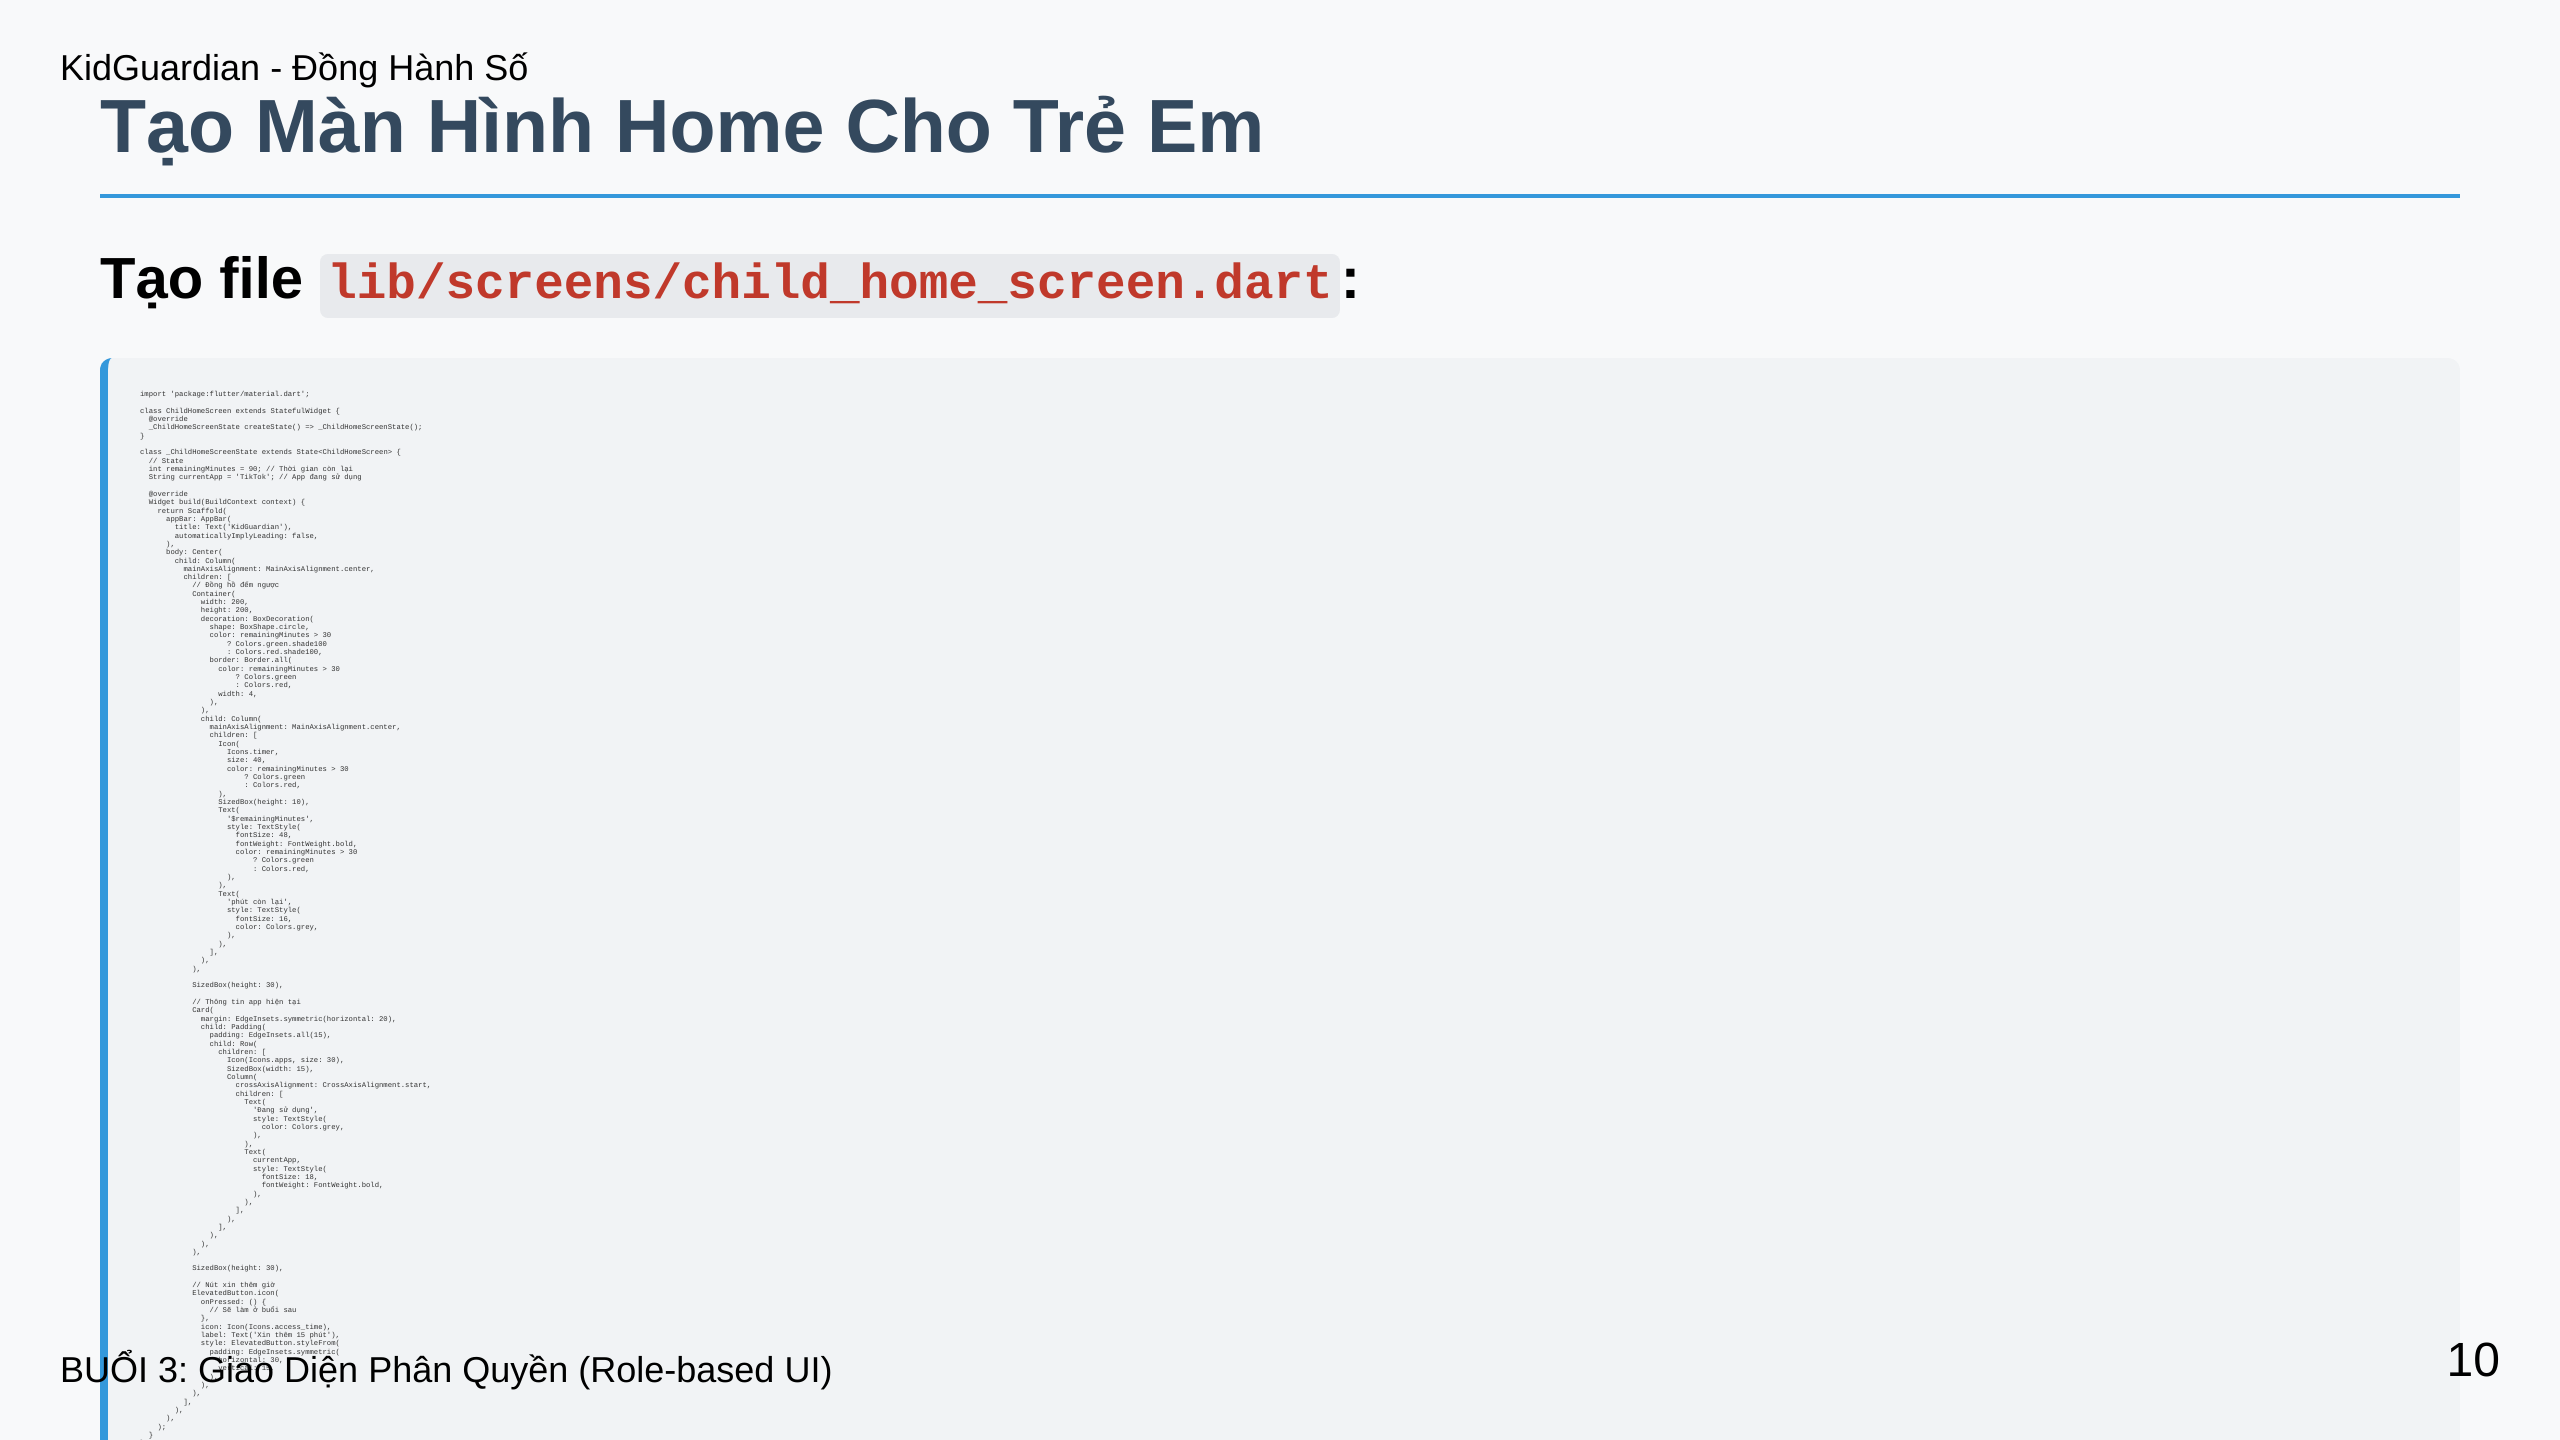 KidGuardian - Đồng Hành Số
Tạo Màn Hình Home Cho Trẻ Em
Tạo file lib/screens/child_home_screen.dart:
import 'package:flutter/material.dart';
class ChildHomeScreen extends StatefulWidget {
  @override
  _ChildHomeScreenState createState() => _ChildHomeScreenState();
}
class _ChildHomeScreenState extends State<ChildHomeScreen> {
  // State
  int remainingMinutes = 90; // Thời gian còn lại
  String currentApp = 'TikTok'; // App đang sử dụng
  @override
  Widget build(BuildContext context) {
    return Scaffold(
      appBar: AppBar(
        title: Text('KidGuardian'),
        automaticallyImplyLeading: false,
      ),
      body: Center(
        child: Column(
          mainAxisAlignment: MainAxisAlignment.center,
          children: [
            // Đồng hồ đếm ngược
            Container(
              width: 200,
              height: 200,
              decoration: BoxDecoration(
                shape: BoxShape.circle,
                color: remainingMinutes > 30
                    ? Colors.green.shade100
                    : Colors.red.shade100,
                border: Border.all(
                  color: remainingMinutes > 30
                      ? Colors.green
                      : Colors.red,
                  width: 4,
                ),
              ),
              child: Column(
                mainAxisAlignment: MainAxisAlignment.center,
                children: [
                  Icon(
                    Icons.timer,
                    size: 40,
                    color: remainingMinutes > 30
                        ? Colors.green
                        : Colors.red,
                  ),
                  SizedBox(height: 10),
                  Text(
                    '$remainingMinutes',
                    style: TextStyle(
                      fontSize: 48,
                      fontWeight: FontWeight.bold,
                      color: remainingMinutes > 30
                          ? Colors.green
                          : Colors.red,
                    ),
                  ),
                  Text(
                    'phút còn lại',
                    style: TextStyle(
                      fontSize: 16,
                      color: Colors.grey,
                    ),
                  ),
                ],
              ),
            ),
            SizedBox(height: 30),
            // Thông tin app hiện tại
            Card(
              margin: EdgeInsets.symmetric(horizontal: 20),
              child: Padding(
                padding: EdgeInsets.all(15),
                child: Row(
                  children: [
                    Icon(Icons.apps, size: 30),
                    SizedBox(width: 15),
                    Column(
                      crossAxisAlignment: CrossAxisAlignment.start,
                      children: [
                        Text(
                          'Đang sử dụng',
                          style: TextStyle(
                            color: Colors.grey,
                          ),
                        ),
                        Text(
                          currentApp,
                          style: TextStyle(
                            fontSize: 18,
                            fontWeight: FontWeight.bold,
                          ),
                        ),
                      ],
                    ),
                  ],
                ),
              ),
            ),
            SizedBox(height: 30),
            // Nút xin thêm giờ
            ElevatedButton.icon(
              onPressed: () {
                // Sẽ làm ở buổi sau
              },
              icon: Icon(Icons.access_time),
              label: Text('Xin thêm 15 phút'),
              style: ElevatedButton.styleFrom(
                padding: EdgeInsets.symmetric(
                  horizontal: 30,
              ),
            ),
          ],
        ),
      ),
    );
  }
BUỔI 3: Giao Diện Phân Quyền (Role-based UI)
10